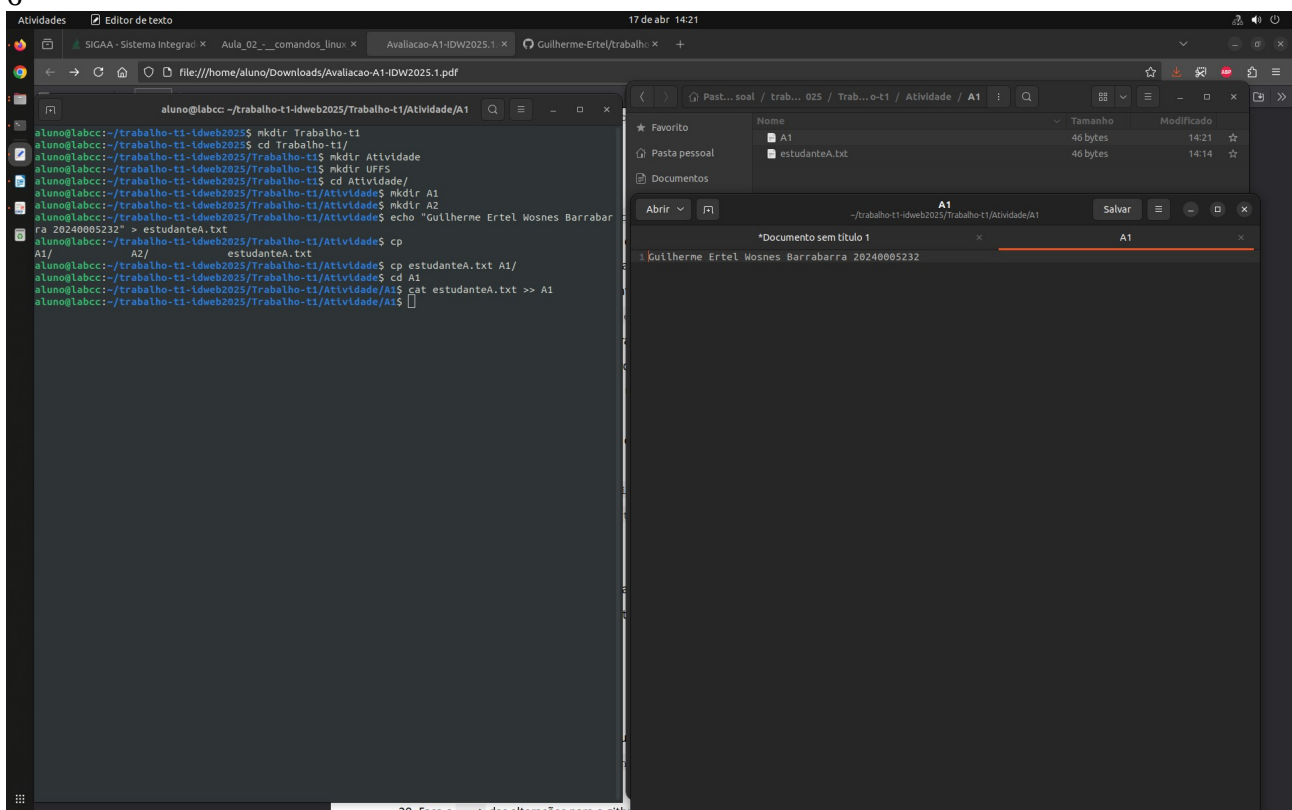 Atividades
Editor de texto
17 de abr 14:21
SIGAA - Sistema Integrad ×
Aula_02_-__comandos_linux ×
Avaliacao-A1-IDW2025.1. ×
Guilherme-Ertel/trabalho ×
+
file:///home/aluno/Downloads/Avaliacao-A1-IDW2025.1.pdf
ABP
aluno@labcc: ~/trabalho-t1-idweb2025/Trabalho-t1/Atividade/A1
aluno@labcc:~/trabalho-t1-idweb2025$ mkdir Trabalho-t1
aluno@labcc:~/trabalho-t1-idweb2025$ cd Trabalho-t1/
aluno@labcc:~/trabalho-t1-idweb2025/Trabalho-t1$ mkdir Atividade
aluno@labcc:~/trabalho-t1-idweb2025/Trabalho-t1$ mkdir UFFS
aluno@labcc:~/trabalho-t1-idweb2025/Trabalho-t1$ cd Atividade/
aluno@labcc:~/trabalho-t1-idweb2025/Trabalho-t1/Atividade$ mkdir A1
aluno@labcc:~/trabalho-t1-idweb2025/Trabalho-t1/Atividade$ mkdir A2
aluno@labcc:~/trabalho-t1-idweb2025/Trabalho-t1/Atividade$ echo "Guilherme Ertel Wosnes Barrabar
ra 20240005232" > estudanteA.txt
aluno@labcc:~/trabalho-t1-idweb2025/Trabalho-t1/Atividade$ cp
A1/ A2/ estudanteA.txt
aluno@labcc:~/trabalho-t1-idweb2025/Trabalho-t1/Atividade$ cp estudanteA.txt A1/
aluno@labcc:~/trabalho-t1-idweb2025/Trabalho-t1/Atividade$ cd A1
aluno@labcc:~/trabalho-t1-idweb2025/Trabalho-t1/Atividade/A1$ cat estudanteA.txt >> A1
aluno@labcc:~/trabalho-t1-idweb2025/Trabalho-t1/Atividade/A1$
Past... soal / trab... 025 / Trab...o-t1 / Atividade / A1
Favorito
Pasta pessoal
Documentos
Nome Tamanho Modificado
A1 46 bytes 14:21
estudanteA.txt 46 bytes 14:14
Abrir
A1
~/trabalho-t1-idweb2025/Trabalho-t1/Atividade/A1
Salvar
*Documento sem título 1 ×
A1 ×
1 Guilherme Ertel Wosnes Barrabarra 20240005232